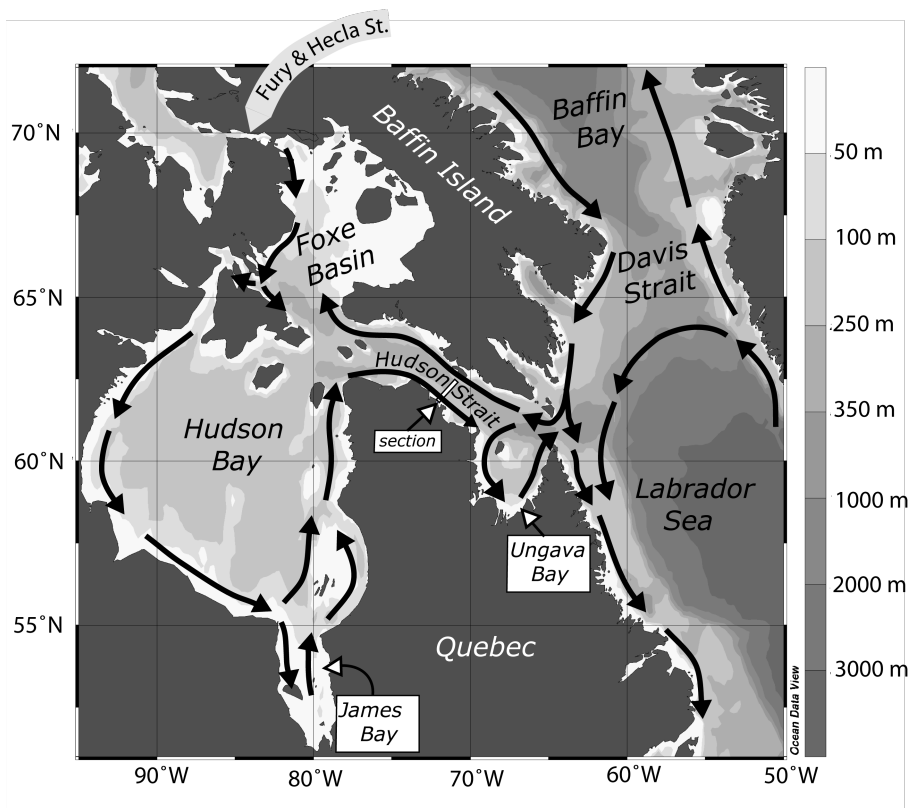 Fury & Hecla St.
70°N
65°N
60°N
55°N
Baffin
Bay
Baffin Island
Foxe
Basin
Davis
Strait
Hudson Strait
section
Hudson
Bay
Labrador
Sea
Ungava
Bay
Quebec
James
Bay
90°W
80°W
70°W
60°W
50°W
50 m
100 m
250 m
350 m
1000 m
2000 m
3000 m
Ocean Data View